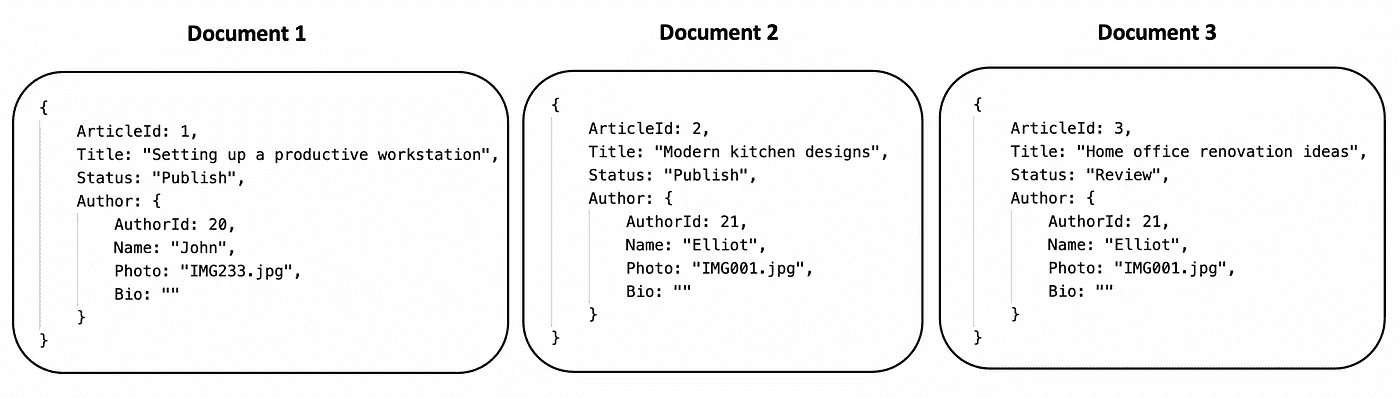 Document 1
{
ArticleId: 1,
Title: "Setting up a productive workstation",
Status: "Publish",
Author: {
AuthorId: 20,
Name: "John",
Photo: "IMG233.jpg",
Bio: ""
}
}
Document 2
{
ArticleId: 2,
Title: "Modern kitchen designs",
Status: "Publish",
Author: {
AuthorId: 21,
Name: "Elliot",
Photo: "IMG001.jpg",
Bio: ""
}
}
Document 3
{
ArticleId: 3,
Title: "Home office renovation ideas",
Status: "Review",
Author: {
AuthorId: 21,
Name: "Elliot",
Photo: "IMG001.jpg",
Bio: ""
}
}